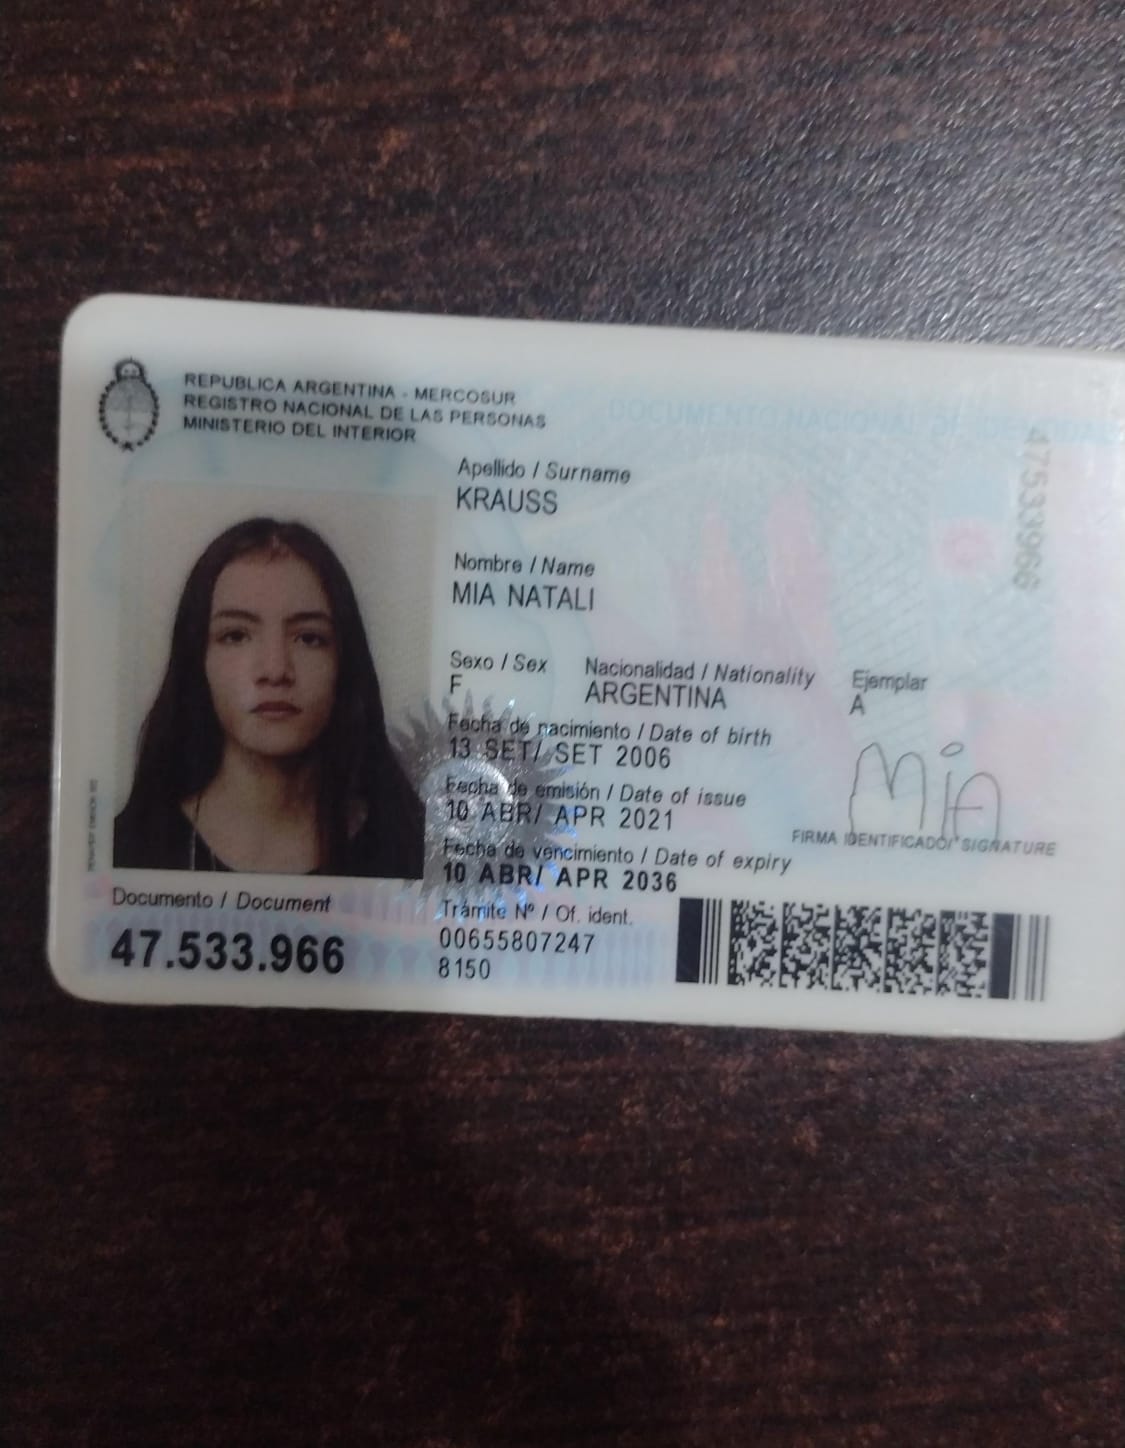 REPUBLICA ARGENTINA - MERCOSUR
REGISTRO NACIONAL DE LAS PERSONAS
MINISTERIO DEL INTERIOR
DOCUMENTO NACIONAL DE
Apellido / Surname
KRAUSS
Nombre / Name
MIA NATALI
Sexo / Sex
F
Nacionalidad / Nationality
ARGENTINA
Ejemplar
A
Fecha de nacimiento / Date of birth
13 SET/ SET 2006
Fecha de emisión / Date of issue
10 ABR/ APR 2021
Fecha de vencimiento / Date of expiry
10 ABR/ APR 2036
MiA
FIRMA IDENTIFICADO/ SIGNATURE
Documento / Document
47.533.966
Trámite Nº / Of. ident.
00655807247
8150
47533966